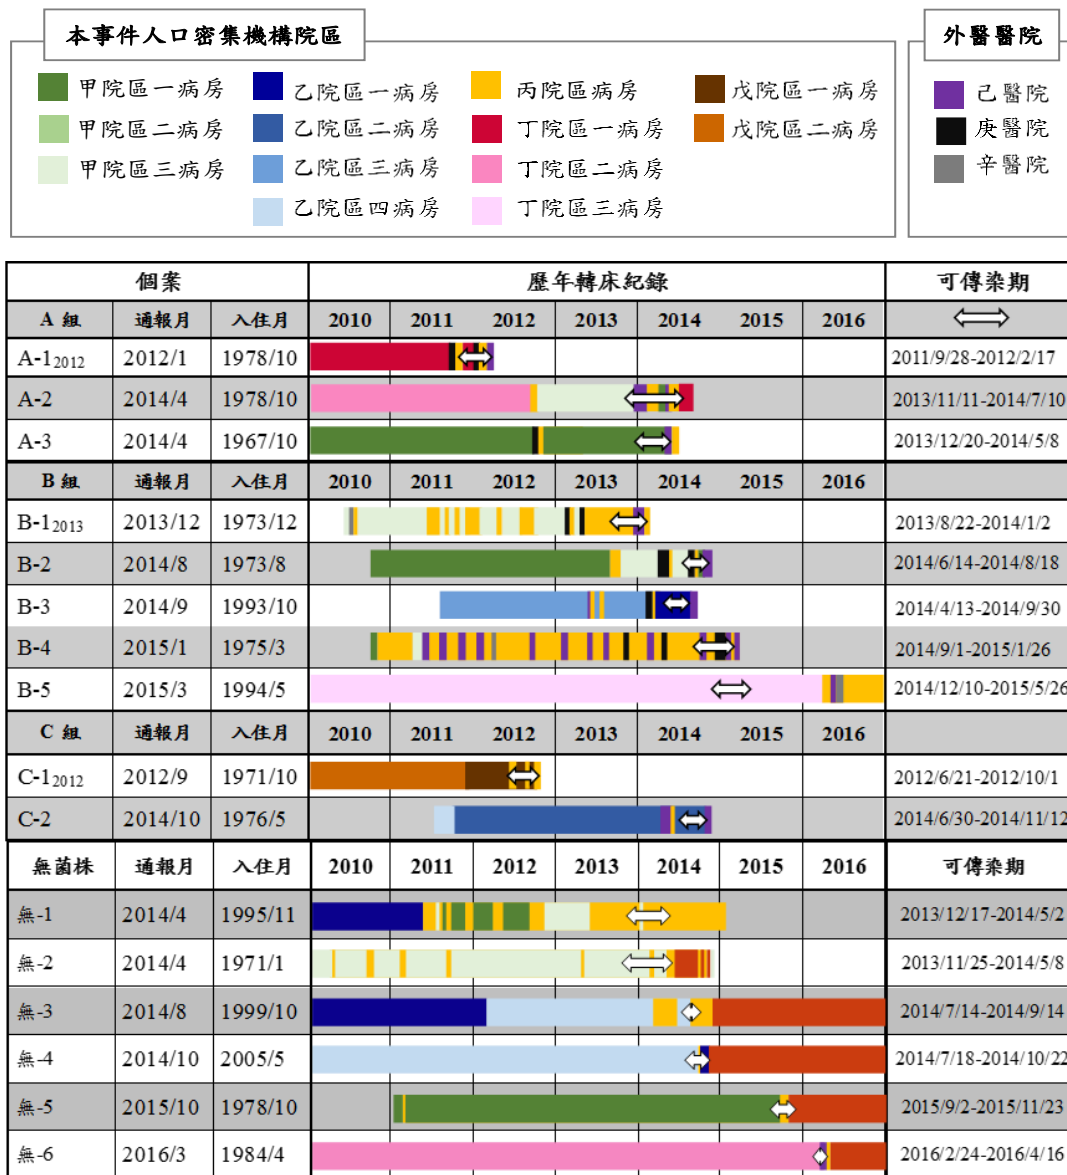 本事件人口密集機構院區
外醫醫院
甲院區一病房 乙院區一病房 丙院區病房 戊院區一病房 己醫院
甲院區二病房 乙院區二病房 丁院區一病房 戊院區二病房 庚醫院
甲院區三病房 乙院區三病房 丁院區二病房 辛醫院
乙院區四病房 丁院區三病房
個案 歷年轉床紀錄 可傳染期
A 組 通報月 入住月 2010 2011 2012 2013 2014 2015 2016
A-1₂₀₁₂ 2012/1 1978/10 2011/9/28-2012/2/17
A-2 2014/4 1978/10 2013/11/11-2014/7/10
A-3 2014/4 1967/10 2013/12/20-2014/5/8
B 組 通報月 入住月 2010 2011 2012 2013 2014 2015 2016
B-1₂₀₁₃ 2013/12 1973/12 2013/8/22-2014/1/2
B-2 2014/8 1973/8 2014/6/14-2014/8/18
B-3 2014/9 1993/10 2014/4/13-2014/9/30
B-4 2015/1 1975/3 2014/9/1-2015/1/26
B-5 2015/3 1994/5 2014/12/10-2015/5/26
C 組 通報月 入住月 2010 2011 2012 2013 2014 2015 2016
C-1₂₀₁₂ 2012/9 1971/10 2012/6/21-2012/10/1
C-2 2014/10 1976/5 2014/6/30-2014/11/12
無菌株 通報月 入住月 2010 2011 2012 2013 2014 2015 2016 可傳染期
無-1 2014/4 1995/11 2013/12/17-2014/5/2
無-2 2014/4 1971/1 2013/11/25-2014/5/8
無-3 2014/8 1999/10 2014/7/14-2014/9/14
無-4 2014/10 2005/5 2014/7/18-2014/10/22
無-5 2015/10 1978/10 2015/9/2-2015/11/23
無-6 2016/3 1984/4 2016/2/24-2016/4/16